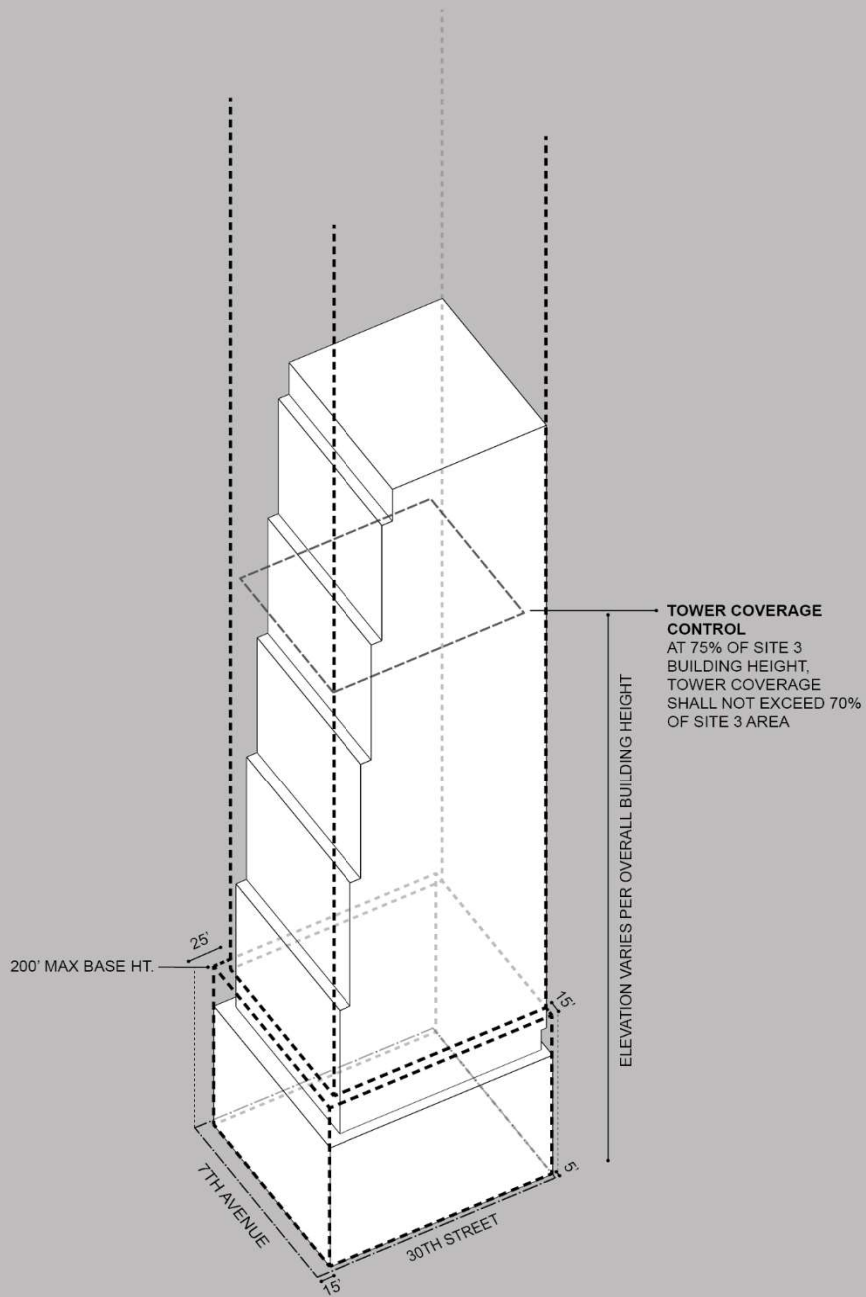 TOWER COVERAGE
CONTROL
AT 75% OF SITE 3
BUILDING HEIGHT,
TOWER COVERAGE
SHALL NOT EXCEED 70%
OF SITE 3 AREA
ELEVATION VARIES PER OVERALL BUILDING HEIGHT
25'
200' MAX BASE HT.
15'
7TH AVENUE
30TH STREET
5'
15'